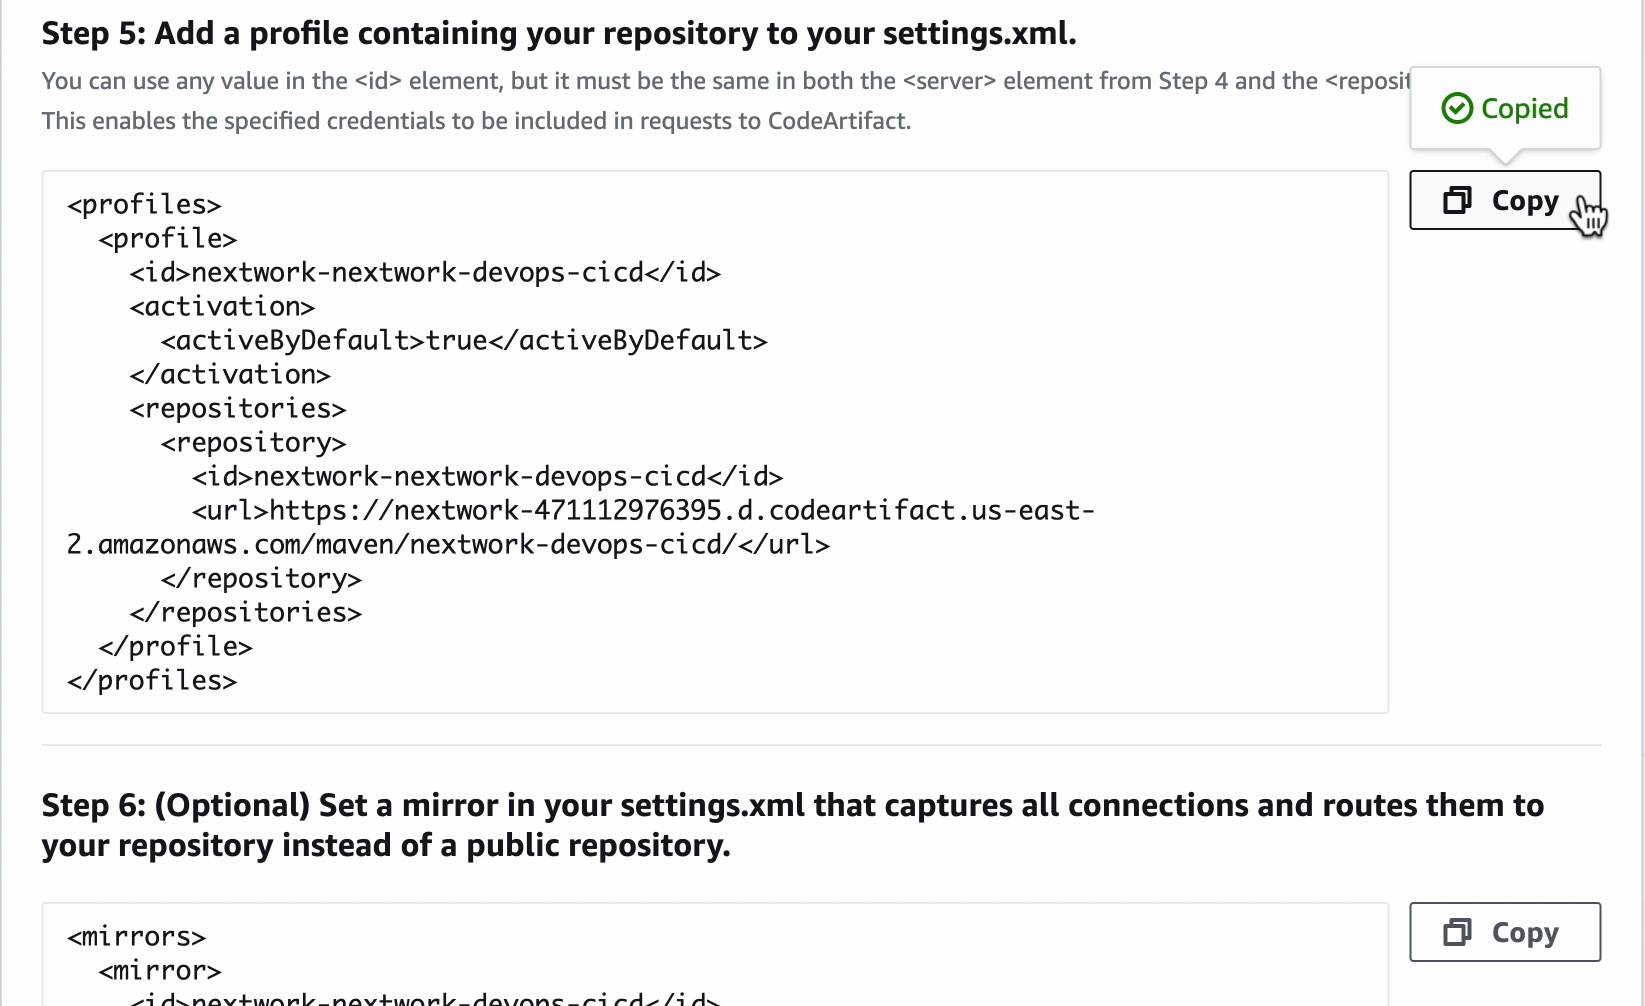 Step 5: Add a profile containing your repository to your settings.xml.
You can use any value in the <id> element, but it must be the same in both the <server> element from Step 4 and the <reposit
This enables the specified credentials to be included in requests to CodeArtifact.
Copied
Copy
<profiles>
  <profile>
    <id>nextwork-nextwork-devops-cicd</id>
    <activation>
      <activeByDefault>true</activeByDefault>
    </activation>
    <repositories>
      <repository>
        <id>nextwork-nextwork-devops-cicd</id>
        <url>https://nextwork-471112976395.d.codeartifact.us-east-
2.amazonaws.com/maven/nextwork-devops-cicd/</url>
      </repository>
    </repositories>
  </profile>
</profiles>
Step 6: (Optional) Set a mirror in your settings.xml that captures all connections and routes them to
your repository instead of a public repository.
Copy
<mirrors>
  <mirror>
    <id>nextwork-nextwork-devops-cicd</id>